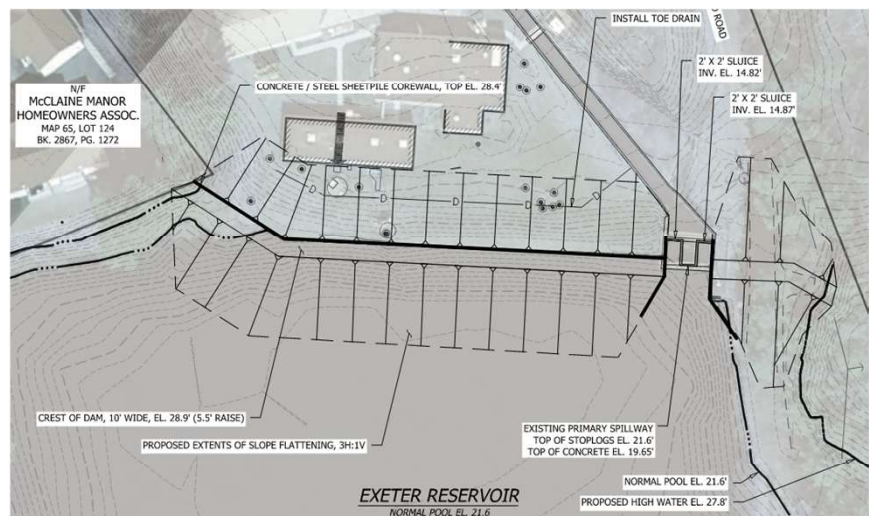 INSTALL TOE DRAIN
ROAD
2' X 2' SLUICE
INV. EL. 14.82'
2' X 2' SLUICE
INV. EL. 14.87'
N/F
McCLAINE MANOR
HOMEOWNERS ASSOC.
MAP 65, LOT 124
BK. 2867, PG. 1272
CONCRETE / STEEL SHEETPILE COREWALL, TOP EL. 28.4'
D
D
D
D
CREST OF DAM, 10' WIDE, EL. 28.9' (5.5' RAISE)
PROPOSED EXTENTS OF SLOPE FLATTENING, 3H:1V
EXISTING PRIMARY SPILLWAY
TOP OF STOPLOGS EL. 21.6'
TOP OF CONCRETE EL. 19.65'
NORMAL POOL EL. 21.6'
PROPOSED HIGH WATER EL. 27.8'
EXETER RESERVOIR
NORMAL POOL EL. 21.6